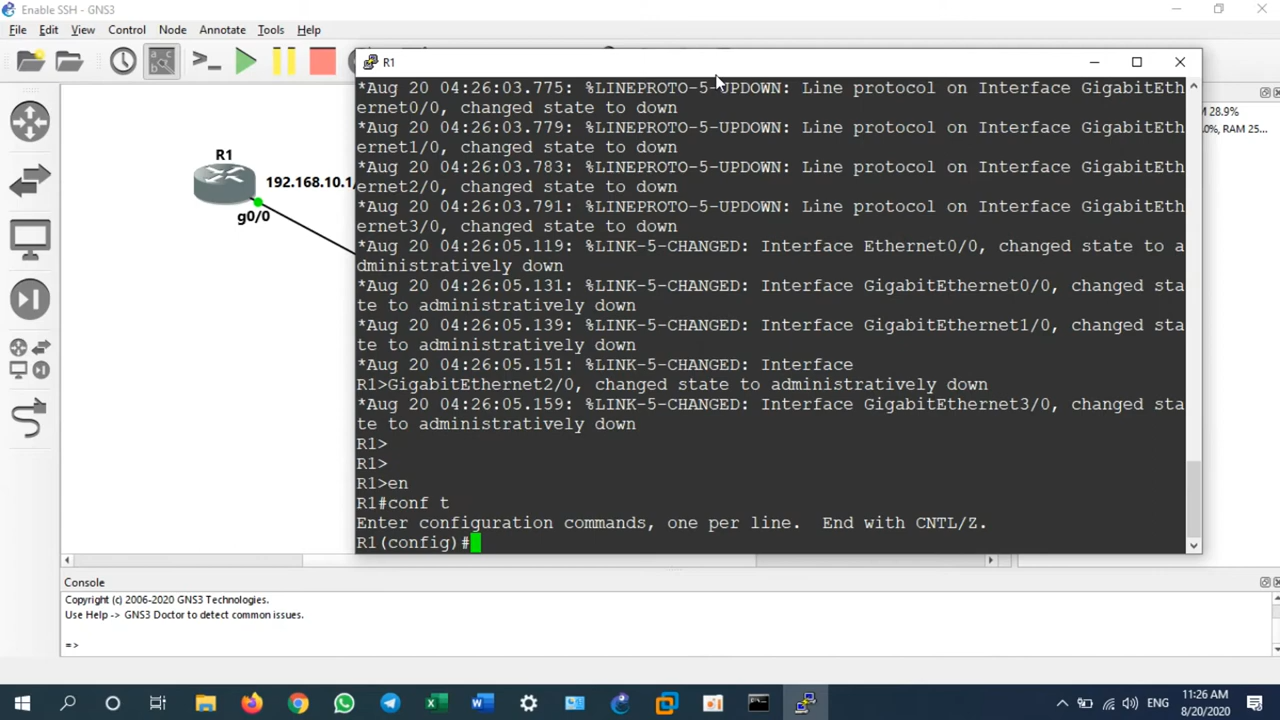 Enable SSH - GNS3
File Edit View Control Node Annotate Tools Help
R1
*Aug 20 04:26:03.775: %LINEPROTO-5-UPDOWN: Line protocol on Interface GigabitEth
ernet0/0, changed state to down
*Aug 20 04:26:03.779: %LINEPROTO-5-UPDOWN: Line protocol on Interface GigabitEth
ernet1/0, changed state to down
*Aug 20 04:26:03.783: %LINEPROTO-5-UPDOWN: Line protocol on Interface GigabitEth
ernet2/0, changed state to down
*Aug 20 04:26:03.791: %LINEPROTO-5-UPDOWN: Line protocol on Interface GigabitEth
ernet3/0, changed state to down
*Aug 20 04:26:05.119: %LINK-5-CHANGED: Interface Ethernet0/0, changed state to a
dministratively down
*Aug 20 04:26:05.131: %LINK-5-CHANGED: Interface GigabitEthernet0/0, changed sta
te to administratively down
*Aug 20 04:26:05.139: %LINK-5-CHANGED: Interface GigabitEthernet1/0, changed sta
te to administratively down
*Aug 20 04:26:05.151: %LINK-5-CHANGED: Interface
R1>GigabitEthernet2/0, changed state to administratively down
*Aug 20 04:26:05.159: %LINK-5-CHANGED: Interface GigabitEthernet3/0, changed sta
te to administratively down
R1>
R1>
R1>en
R1#conf t
Enter configuration commands, one per line.  End with CNTL/Z.
R1(config)#
R1
192.168.10.1/
g0/0
M 28.9%
0%, RAM 25...
Console
Copyright (c) 2006-2020 GNS3 Technologies.
Use Help -> GNS3 Doctor to detect common issues.
=>
ENG
11:26 AM
8/20/2020